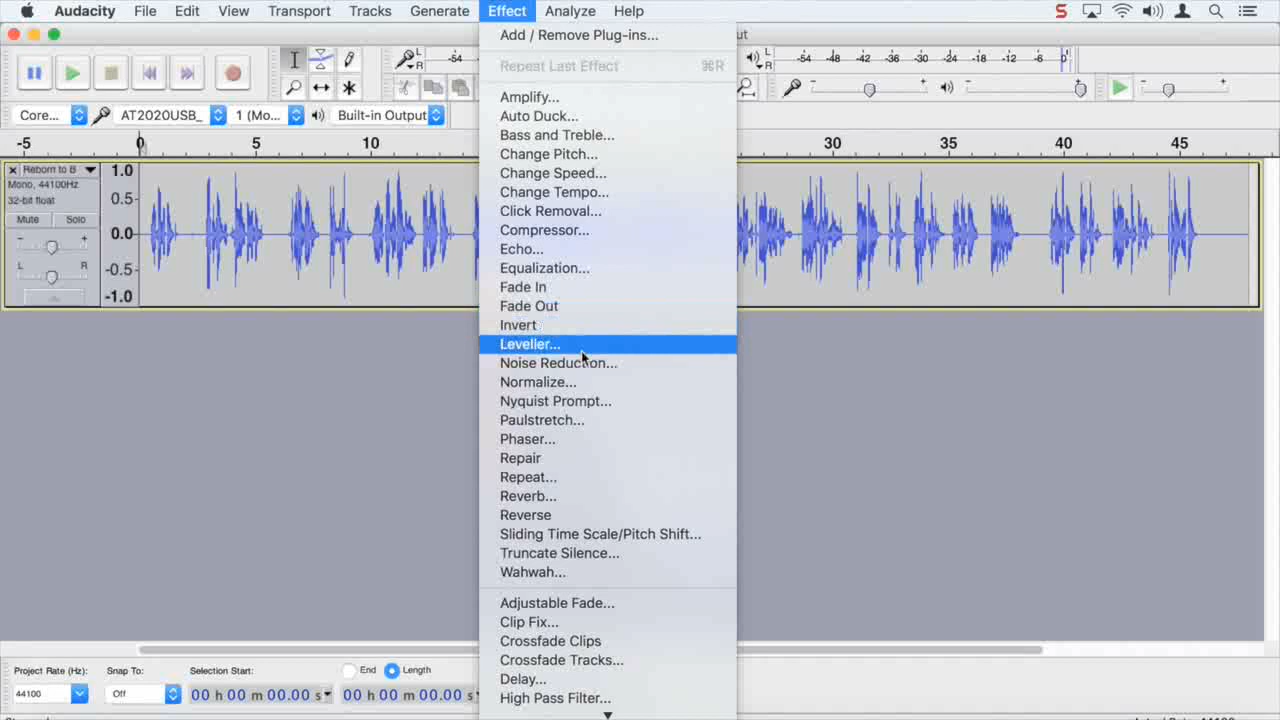 Audacity File Edit View Transport Tracks Generate Effect Analyze Help
Add / Remove Plug-ins...
Repeat Last Effect ⌘R
L
R
-54
L
R
-54 -48 -42 -36 -30 -24 -18 -12 -6 0
Core... AT2020USB_ 1 (Mo... Built-in Output
-5 0 5 10 30 35 40 45
Reborn to B
Mono, 44100Hz
32-bit float
Mute Solo
- +
L R
1.0
0.5
0.0
-0.5
-1.0
Amplify...
Auto Duck...
Bass and Treble...
Change Pitch...
Change Speed...
Change Tempo...
Click Removal...
Compressor...
Echo...
Equalization...
Fade In
Fade Out
Invert
Leveller...
Noise Reduction...
Normalize...
Nyquist Prompt...
Paulstretch...
Phaser...
Repair
Repeat...
Reverb...
Reverse
Sliding Time Scale/Pitch Shift...
Truncate Silence...
Wahwah...
Adjustable Fade...
Clip Fix...
Crossfade Clips
Crossfade Tracks...
Delay...
High Pass Filter...
Project Rate (Hz): Snap To: Selection Start: End Length
44100 Off 00 h 00 m 00.00 s 00 h 00 m 00.00 s